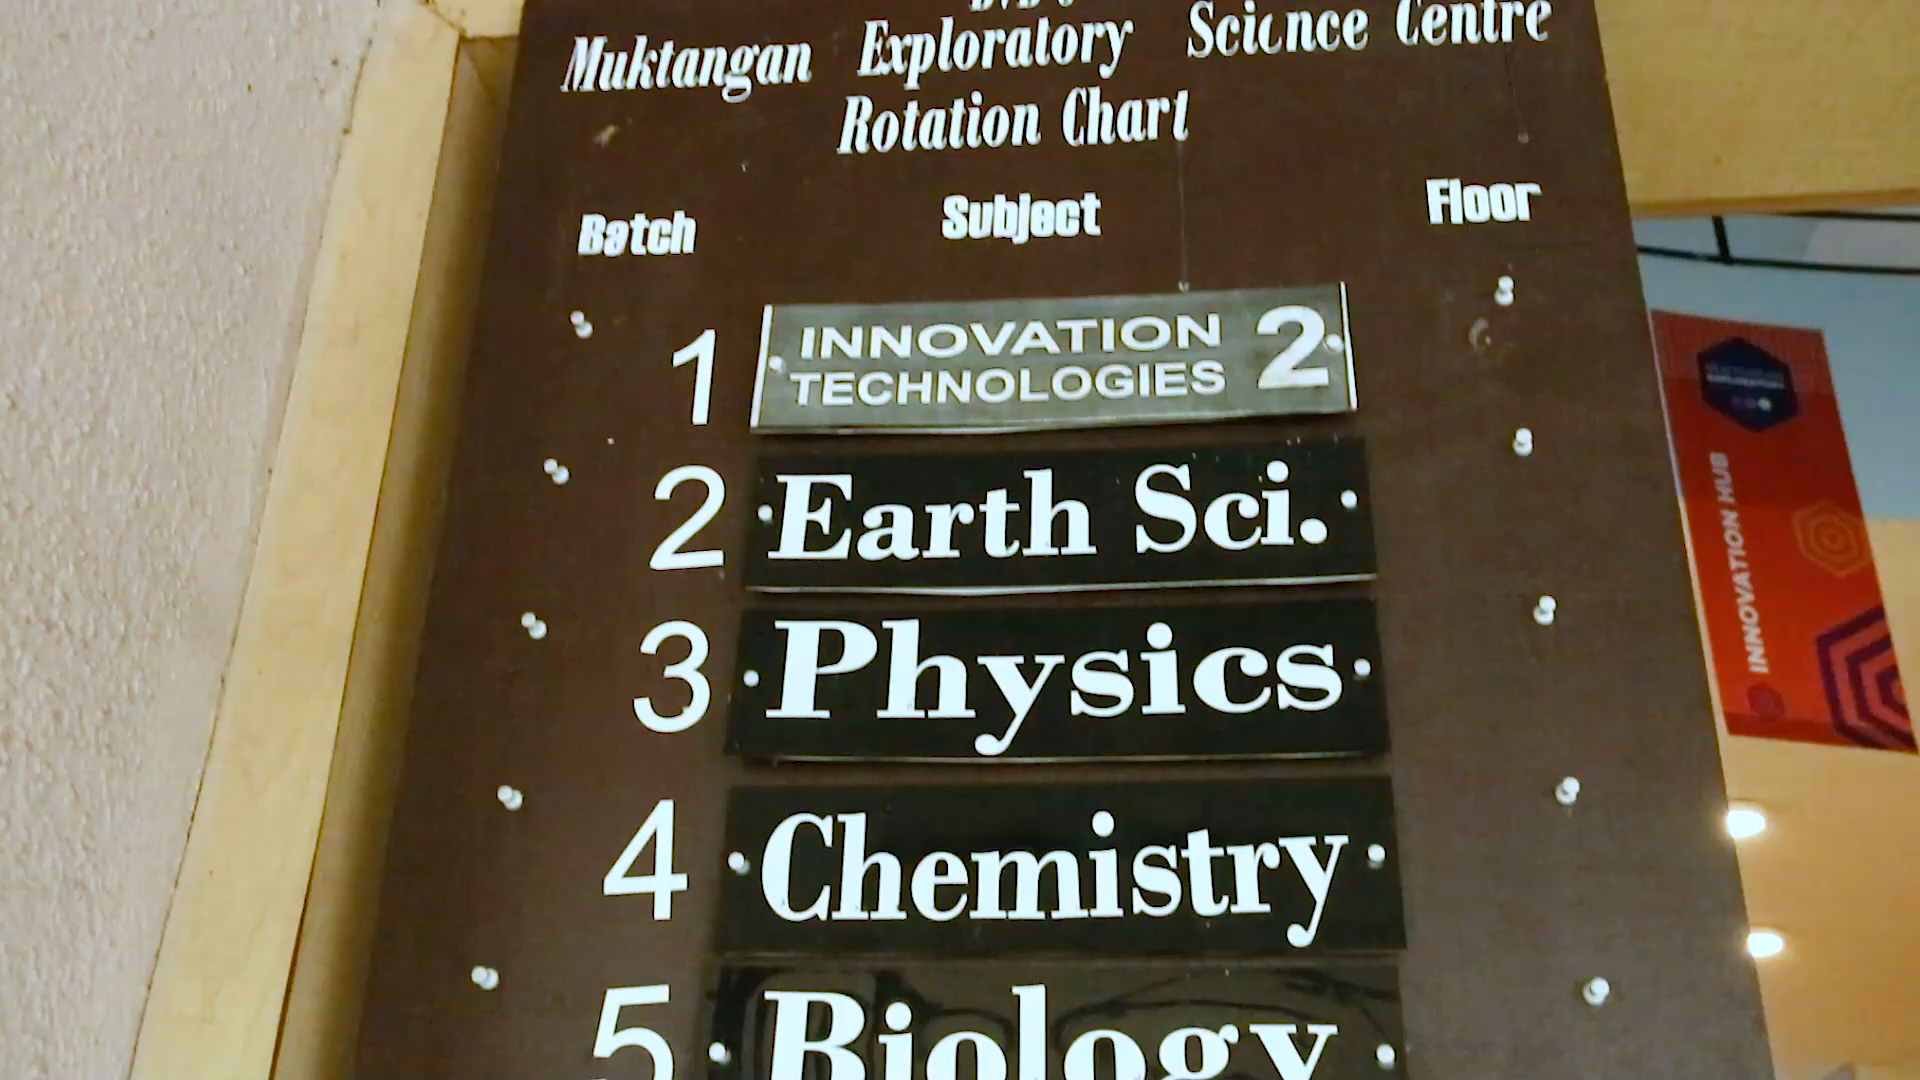 Muktangan Exploratory Science Centre
Rotation Chart
Batch Subject Floor
1 INNOVATION TECHNOLOGIES 2
2 Earth Sci.
3 Physics
4 Chemistry
5 Biology
INNOVATION HUB